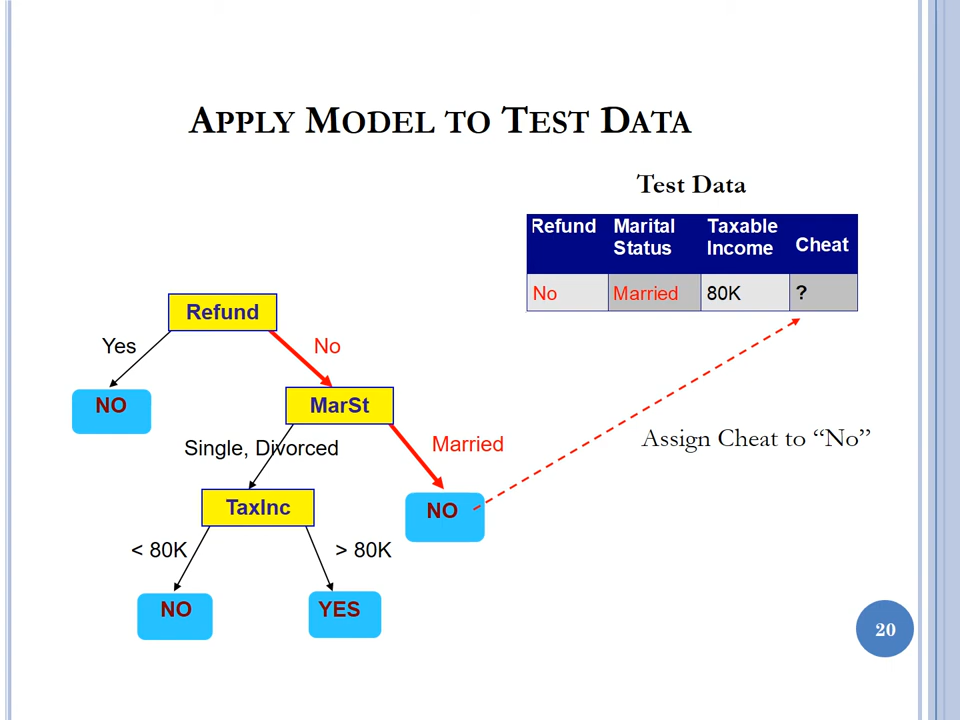 APPLY MODEL TO TEST DATA
Test Data
Refund Marital Status Taxable Income Cheat
No Married 80K ?
Refund
Yes No
NO MarSt
Single, Divorced Married
TaxInc NO
Assign Cheat to “No”
< 80K > 80K
NO YES
20